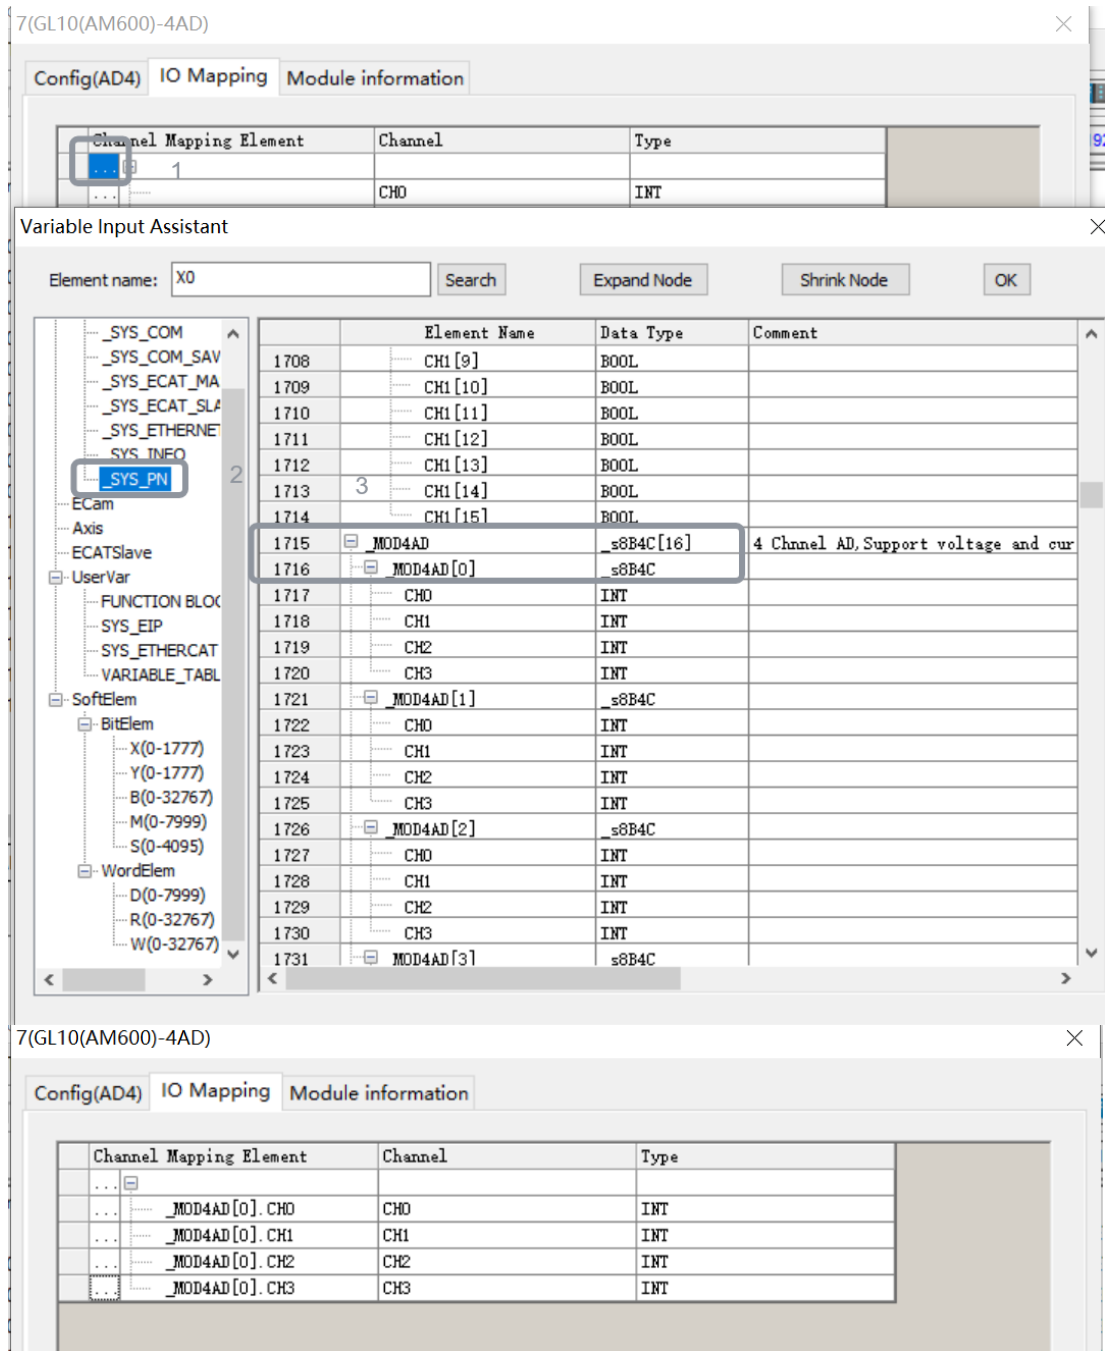 7(GL10(AM600)-4AD)
Config(AD4) IO Mapping Module information
Channel Mapping Element Channel Type
... 1
... CH0 INT
Variable Input Assistant
Element name: X0 Search Expand Node Shrink Node OK
_SYS_COM
_SYS_COM_SAV
_SYS_ECAT_MA
_SYS_ECAT_SLA
_SYS_ETHERNET
_SYS_INFO
_SYS_PN 2
ECam
Axis
ECATSlave
UserVar
FUNCTION BLOC
SYS_EIP
SYS_ETHERCAT
VARIABLE_TABL
SoftElem
BitElem
X(0-1777)
Y(0-1777)
B(0-32767)
M(0-7999)
S(0-4095)
WordElem
D(0-7999)
R(0-32767)
W(0-32767)
Element Name Data Type Comment
1708 CH1[9] BOOL
1709 CH1[10] BOOL
1710 CH1[11] BOOL
1711 CH1[12] BOOL
1712 CH1[13] BOOL
1713 3 CH1[14] BOOL
1714 CH1[15] BOOL
1715 _MOD4AD _s8B4C[16] 4 Chnnel AD,Support voltage and cur
1716 _MOD4AD[0] _s8B4C
1717 CH0 INT
1718 CH1 INT
1719 CH2 INT
1720 CH3 INT
1721 _MOD4AD[1] _s8B4C
1722 CH0 INT
1723 CH1 INT
1724 CH2 INT
1725 CH3 INT
1726 _MOD4AD[2] _s8B4C
1727 CH0 INT
1728 CH1 INT
1729 CH2 INT
1730 CH3 INT
1731 _MOD4AD[3] _s8B4C
7(GL10(AM600)-4AD)
Config(AD4) IO Mapping Module information
Channel Mapping Element Channel Type
...
... _MOD4AD[0].CH0 CH0 INT
... _MOD4AD[0].CH1 CH1 INT
... _MOD4AD[0].CH2 CH2 INT
... _MOD4AD[0].CH3 CH3 INT